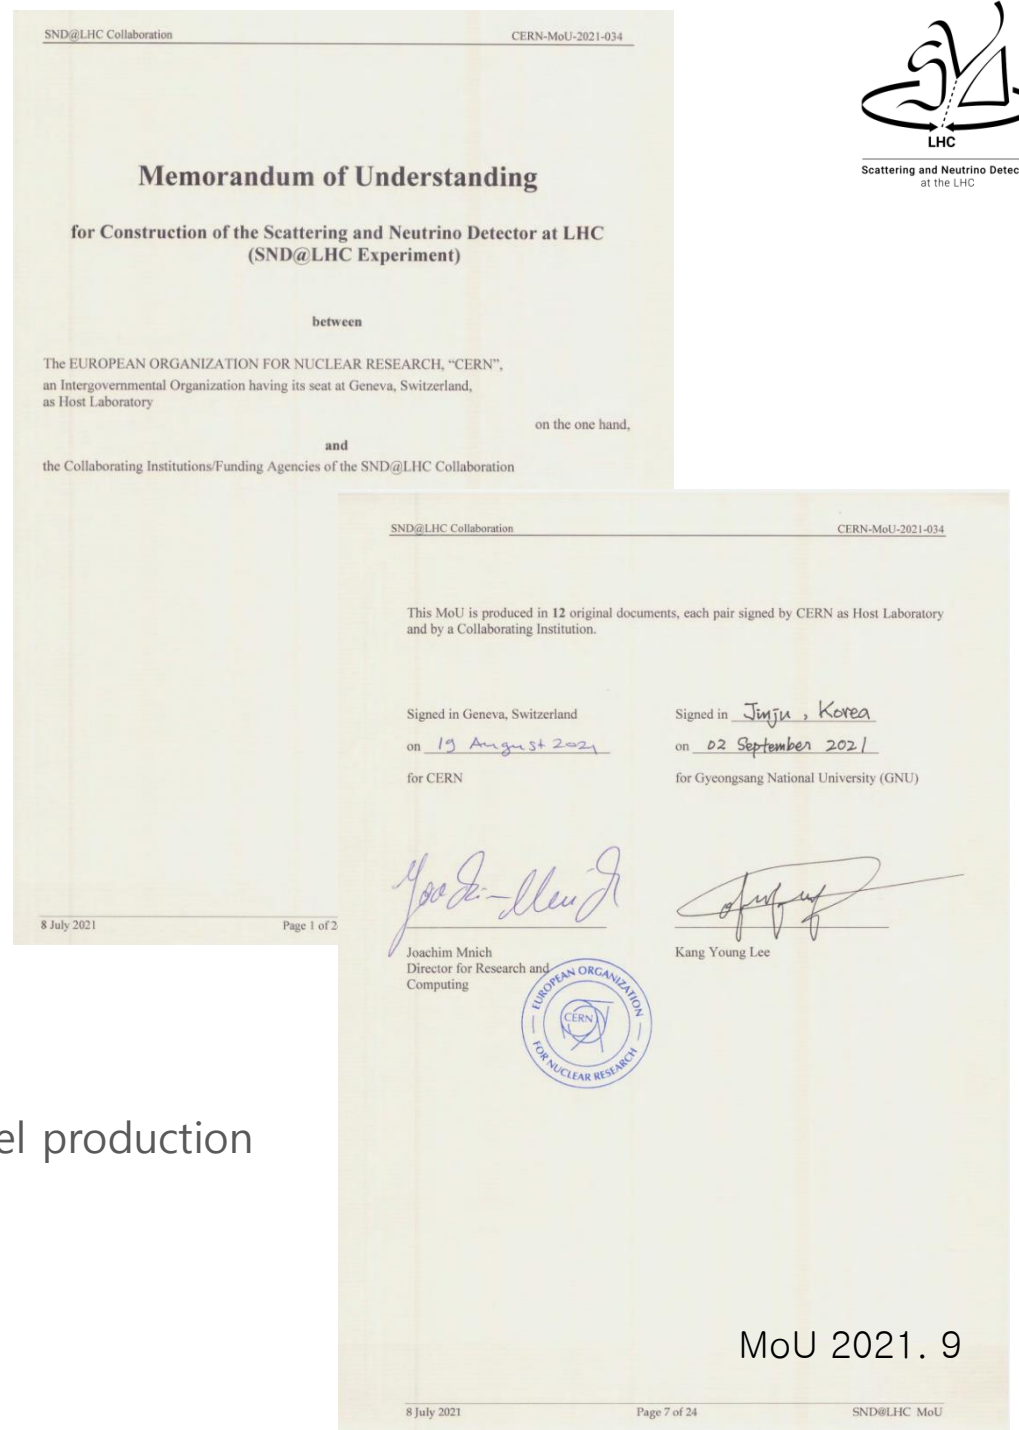 SND@LHC Collaboration CERN-MoU-2021-034
Memorandum of Understanding
for Construction of the Scattering and Neutrino Detector at LHC
(SND@LHC Experiment)
between
The EUROPEAN ORGANIZATION FOR NUCLEAR RESEARCH, “CERN”,
an Intergovernmental Organization having its seat at Geneva, Switzerland,
as Host Laboratory
on the one hand,
and
the Collaborating Institutions/Funding Agencies of the SND@LHC Collaboration
8 July 2021 Page 1 of 2
LHC
Scattering and Neutrino Detec
at the LHC
SND@LHC Collaboration CERN-MoU-2021-034
This MoU is produced in 12 original documents, each pair signed by CERN as Host Laboratory
and by a Collaborating Institution.
Signed in Geneva, Switzerland
on 19 August 2021
for CERN
Signed in Jinju, Korea
on 02 September 2021
for Gyeongsang National University (GNU)
Joachim Mnich
Director for Research and
Computing
Kang Young Lee
EUROPEAN ORGANIZATION
FOR NUCLEAR RESEARCH
CERN
el production
MoU 2021. 9
8 July 2021 Page 7 of 24 SND@LHC MoU